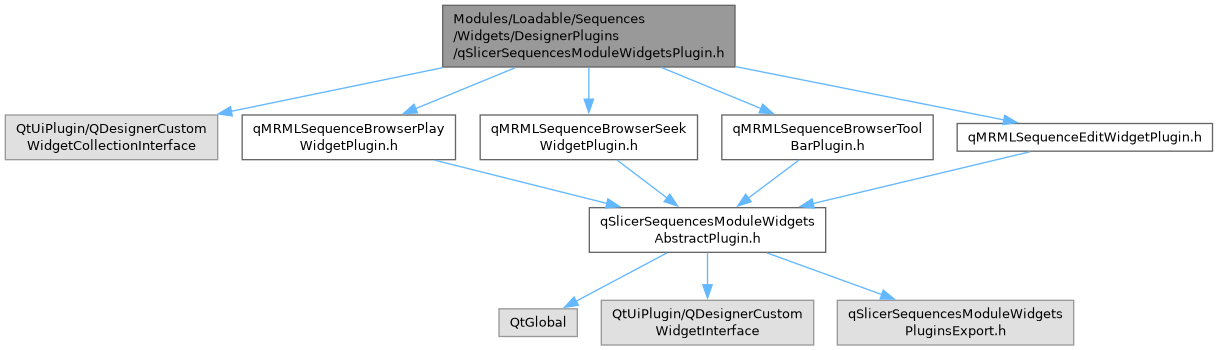 Modules/Loadable/Sequences
/Widgets/DesignerPlugins
/qSlicerSequencesModuleWidgetsPlugin.h
QtUiPlugin/QDesignerCustom
WidgetCollectionInterface
qMRMLSequenceBrowserPlay
WidgetPlugin.h
qMRMLSequenceBrowserSeek
WidgetPlugin.h
qMRMLSequenceBrowserTool
BarPlugin.h
qMRMLSequenceEditWidgetPlugin.h
qSlicerSequencesModuleWidgets
AbstractPlugin.h
QtGlobal
QtUiPlugin/QDesignerCustom
WidgetInterface
qSlicerSequencesModuleWidgets
PluginsExport.h